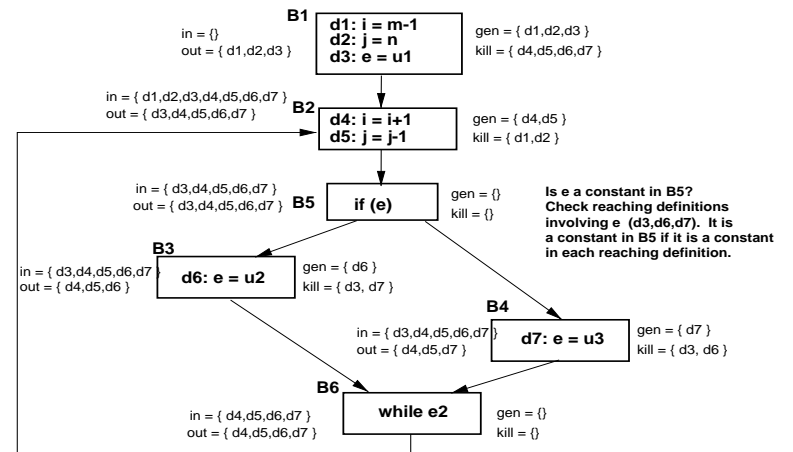 B1
d1: i = m-1
d2: j = n
d3: e = u1
in = {}
out = { d1,d2,d3 }
gen = { d1,d2,d3 }
kill = { d4,d5,d6,d7 }
in = { d1,d2,d3,d4,d5,d6,d7 }
out = { d3,d4,d5,d6,d7 }
B2
d4: i = i+1
d5: j = j-1
gen = { d4,d5 }
kill = { d1,d2 }
in = { d3,d4,d5,d6,d7 }
out = { d3,d4,d5,d6,d7 }
B5
if (e)
gen = {}
kill = {}
Is e a constant in B5?
Check reaching definitions
involving e (d3,d6,d7). It is
a constant in B5 if it is a constant
in each reaching definition.
B3
in = { d3,d4,d5,d6,d7 }
out = { d4,d5,d6 }
d6: e = u2
gen = { d6 }
kill = { d3, d7 }
B4
in = { d3,d4,d5,d6,d7 }
out = { d4,d5,d7 }
d7: e = u3
gen = { d7 }
kill = { d3, d6 }
B6
in = { d4,d5,d6,d7 }
out = { d4,d5,d6,d7 }
while e2
gen = {}
kill = {}